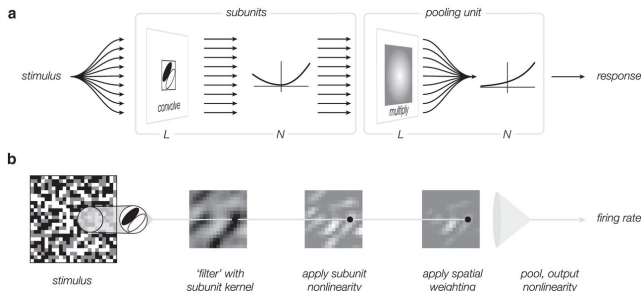 a
subunits
pooling unit
stimulus
convolve
multiply
response
L
N
L
N
b
firing rate
stimulus
'filter' with
subunit kernel
apply subunit
nonlinearity
apply spatial
weighting
pool, output
nonlinearity